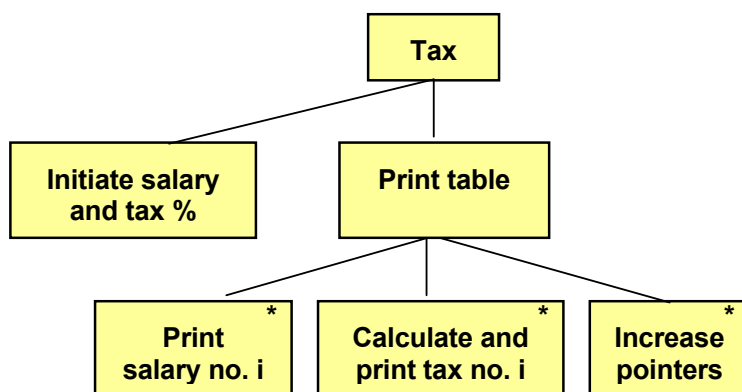 Tax
Initiate salary
and tax %
Print table
*
Print
salary no. i
*
Calculate and
print tax no. i
*
Increase
pointers